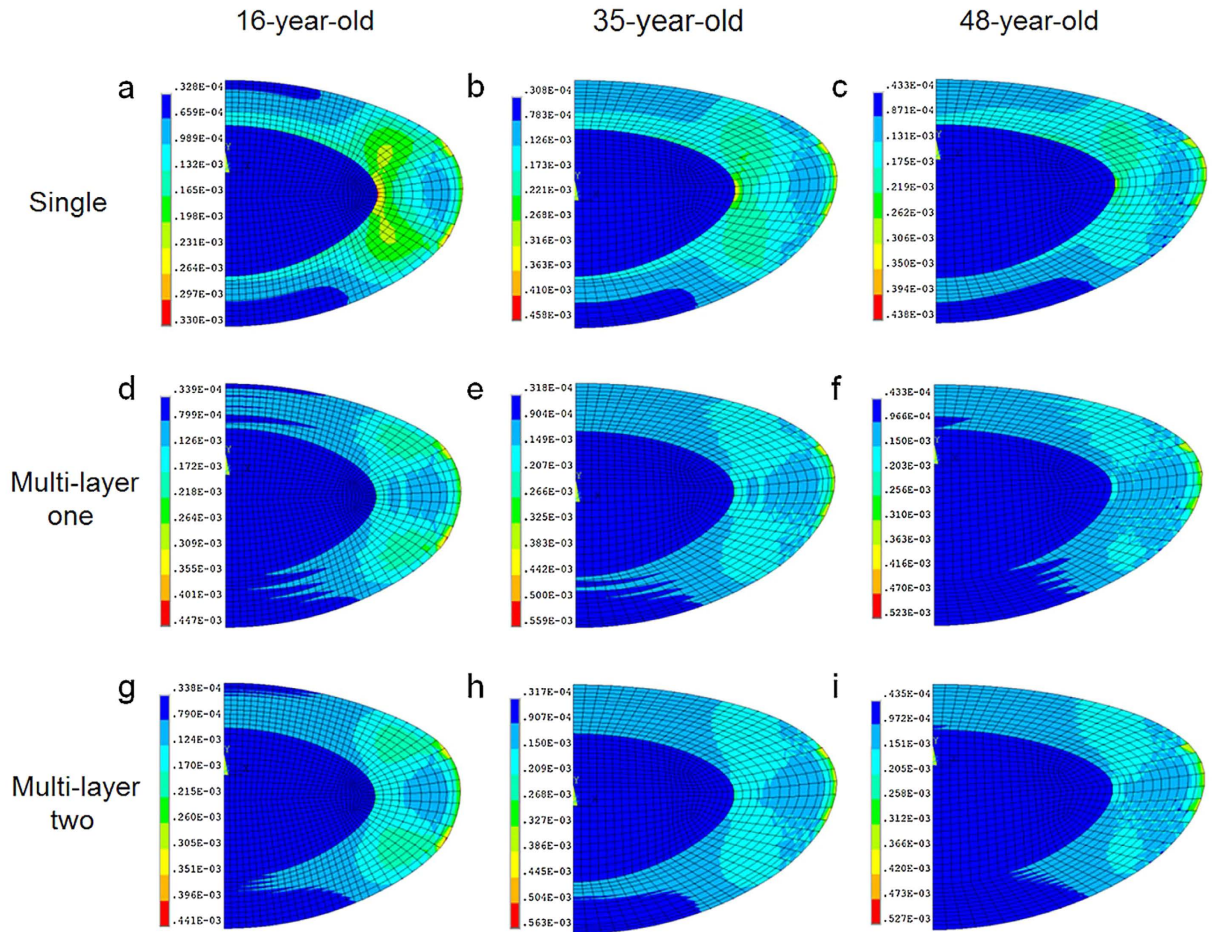 16-year-old 35-year-old 48-year-old
Single
a
.328E-04
.659E-04
.989E-04
.132E-03
.165E-03
.198E-03
.231E-03
.264E-03
.297E-03
.330E-03
Y
b
.308E-04
.783E-04
.126E-03
.173E-03
.221E-03
.268E-03
.316E-03
.363E-03
.410E-03
.458E-03
Y
c
.433E-04
.871E-04
.131E-03
.175E-03
.219E-03
.262E-03
.306E-03
.350E-03
.394E-03
.438E-03
Y
Multi-layer
one
d
.339E-04
.799E-04
.126E-03
.172E-03
.218E-03
.264E-03
.309E-03
.355E-03
.401E-03
.447E-03
Y
e
.318E-04
.904E-04
.149E-03
.207E-03
.266E-03
.325E-03
.383E-03
.442E-03
.500E-03
.559E-03
Y
f
.433E-04
.966E-04
.150E-03
.203E-03
.256E-03
.310E-03
.363E-03
.416E-03
.470E-03
.523E-03
Y
Multi-layer
two
g
.338E-04
.790E-04
.124E-03
.170E-03
.215E-03
.260E-03
.305E-03
.351E-03
.396E-03
.441E-03
Y
h
.317E-04
.907E-04
.150E-03
.209E-03
.268E-03
.327E-03
.386E-03
.445E-03
.504E-03
.563E-03
Y
i
.435E-04
.972E-04
.151E-03
.205E-03
.258E-03
.312E-03
.366E-03
.420E-03
.473E-03
.527E-03
Y